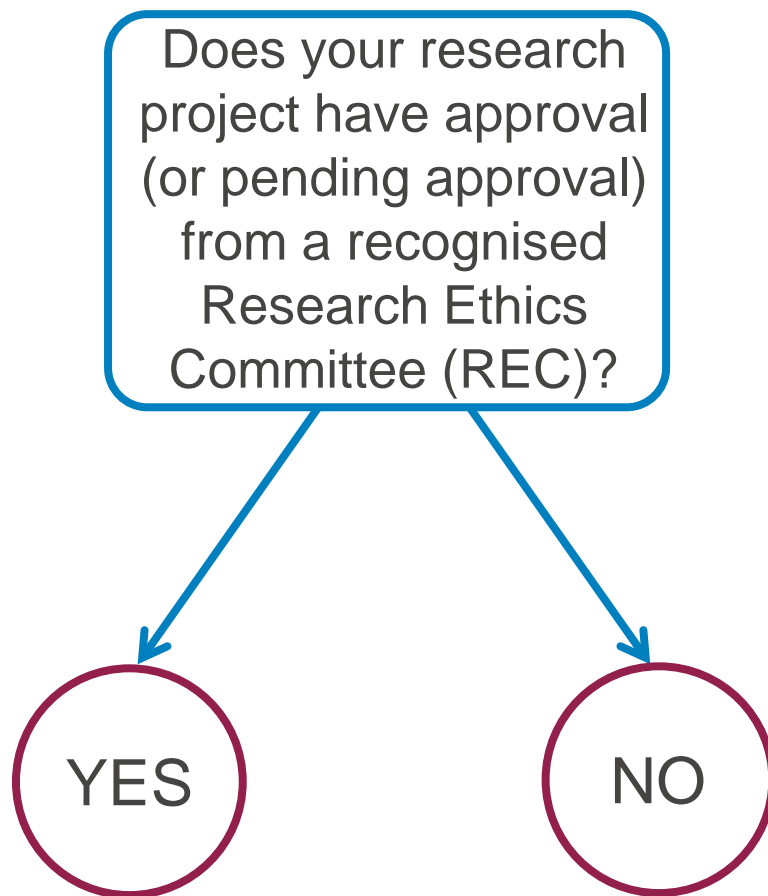 Does your research
project have approval
(or pending approval)
from a recognised
Research Ethics
Committee (REC)?
YES
NO